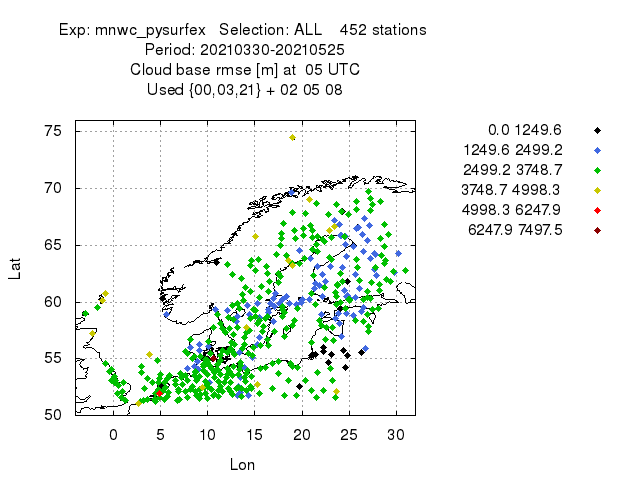 Exp: mnwc_pysurfex   Selection: ALL    452 stations
Period: 20210330-20210525
Cloud base rmse [m] at  05 UTC
Used {00,03,21} + 02 05 08
0.0 1249.6
1249.6 2499.2
2499.2 3748.7
3748.7 4998.3
4998.3 6247.9
6247.9 7497.5
75
70
65
60
55
50
Lat
0 5 10 15 20 25 30
Lon